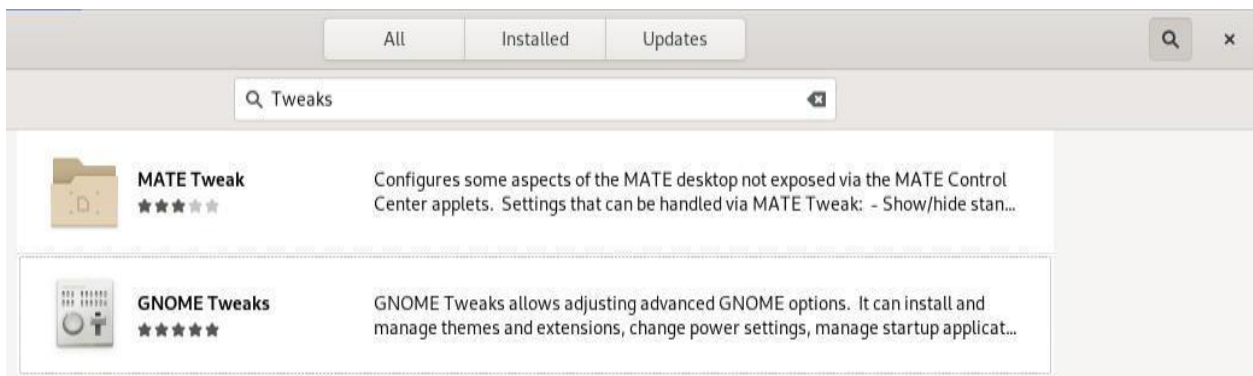 All Installed Updates
Tweaks
MATE Tweak
Configures some aspects of the MATE desktop not exposed via the MATE Control
Center applets. Settings that can be handled via MATE Tweak: - Show/hide stan...
GNOME Tweaks
GNOME Tweaks allows adjusting advanced GNOME options. It can install and
manage themes and extensions, change power settings, manage startup applicat...